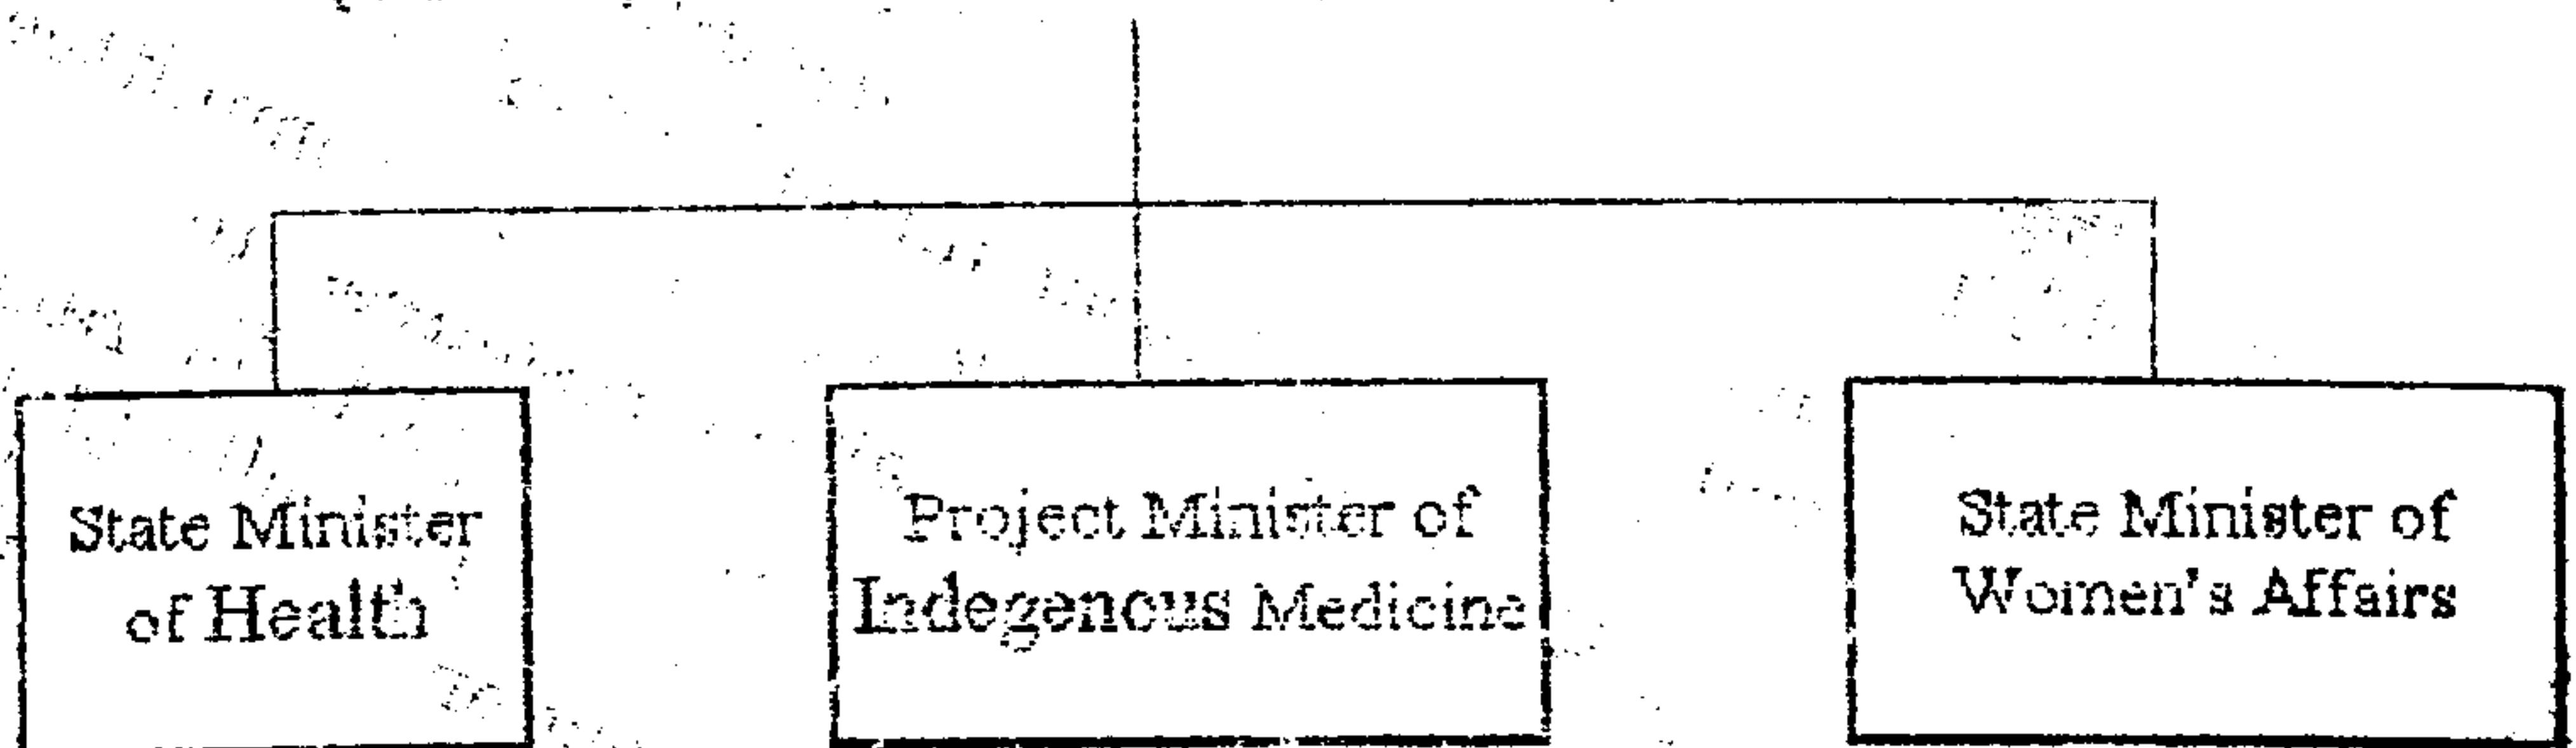 State Minister
of Health
Project Minister of
Indegenous Medicine
State Minister of
Women's Affairs